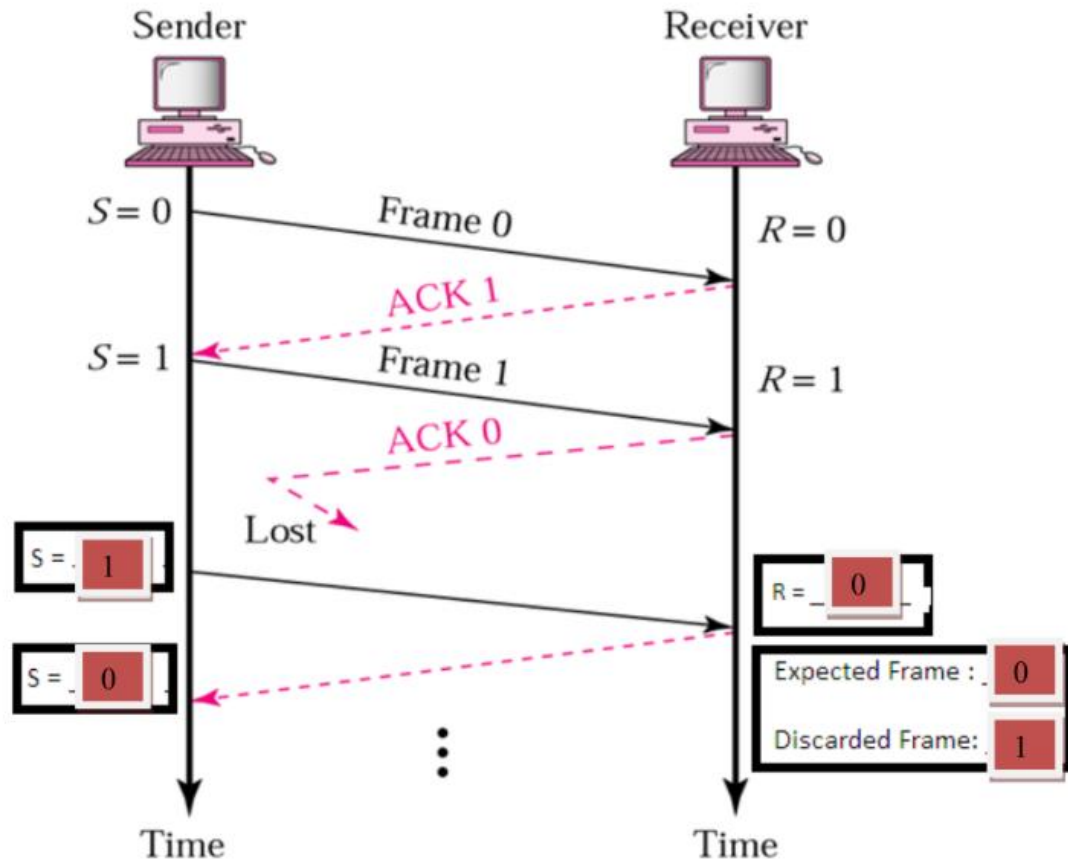 Sender
Receiver
S = 0
Frame 0
R = 0
ACK 1
S = 1
Frame 1
R = 1
ACK 0
Lost
S = _ 1 _
R = _ 0 _
S = _ 0 _
Expected Frame : _ 0
Discarded Frame: _ 1
Time
Time